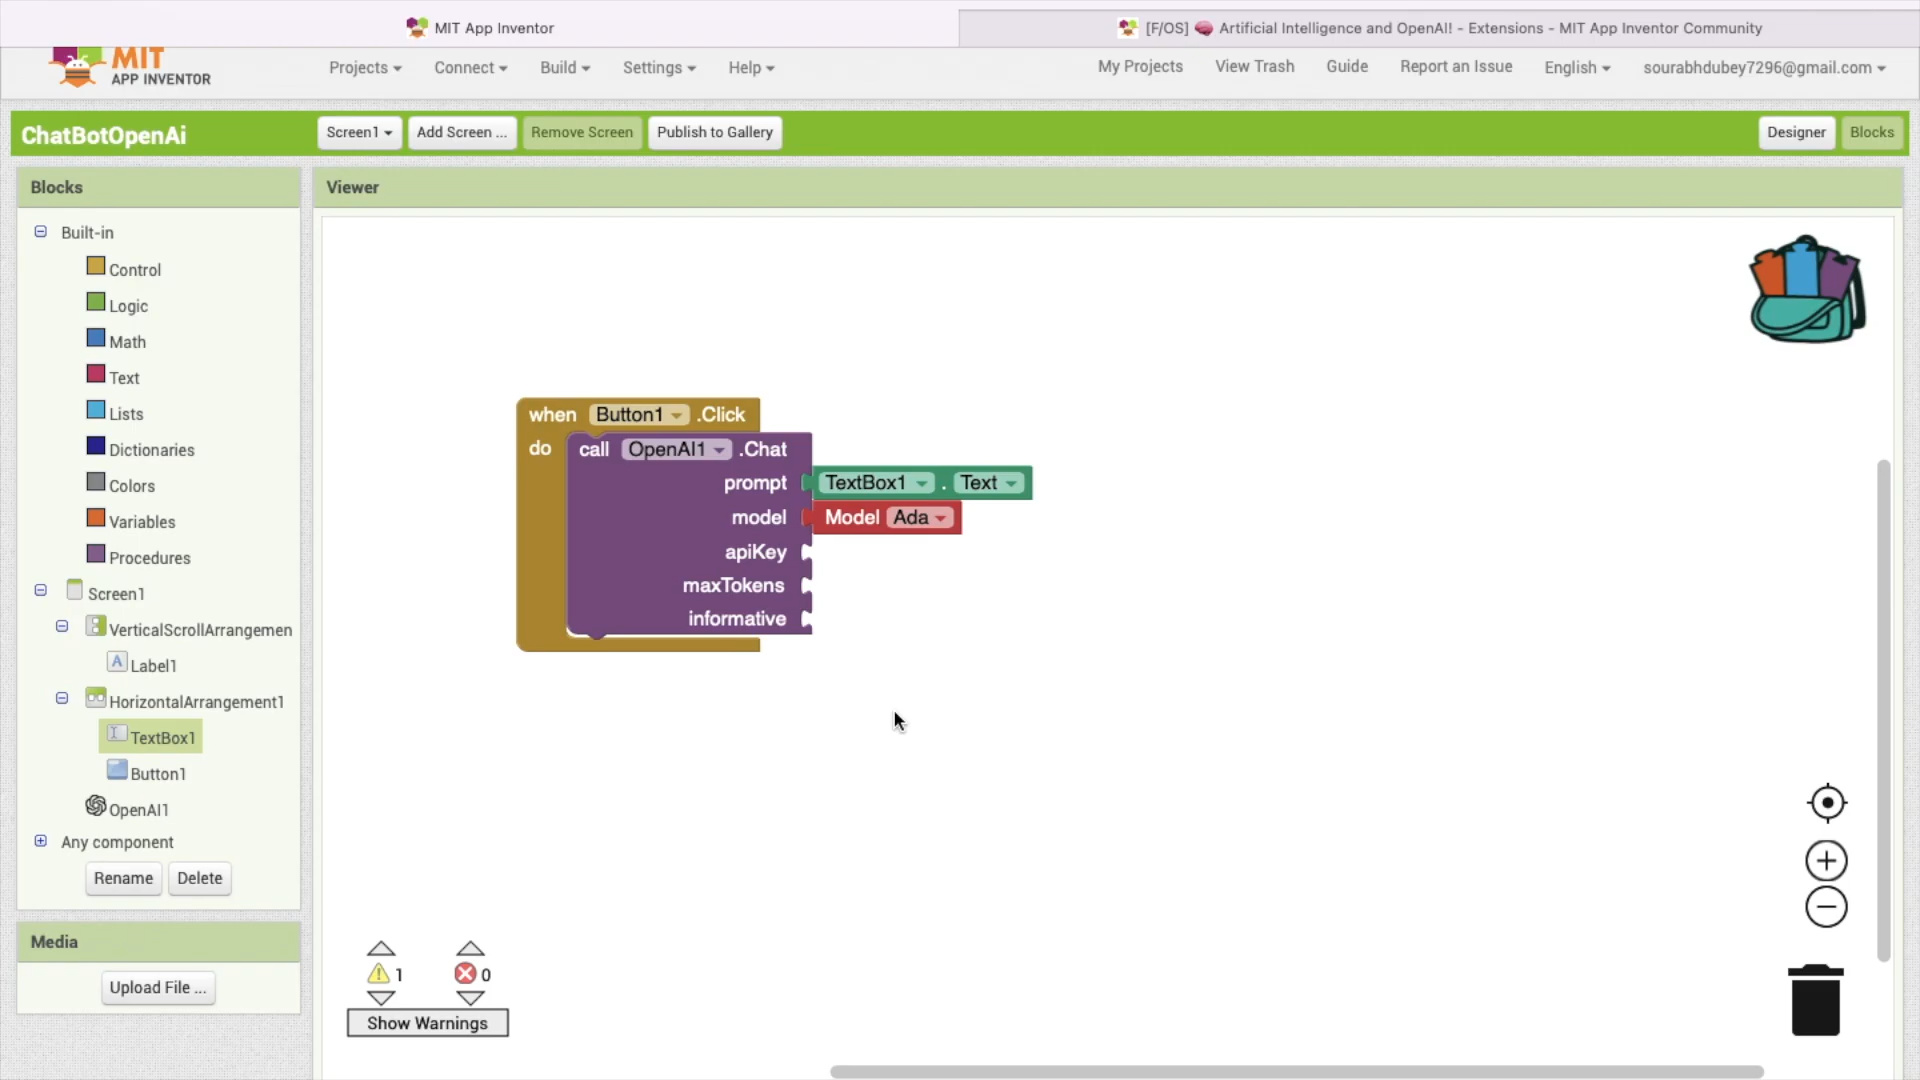 MIT App Inventor
[F/OS] 🧠 Artificial Intelligence and OpenAI! - Extensions - MIT App Inventor Community
MIT
APP INVENTOR
Projects
Connect
Build
Settings
Help
My Projects
View Trash
Guide
Report an Issue
English
sourabhdubey7296@gmail.com
ChatBotOpenAi
Screen1
Add Screen ...
Remove Screen
Publish to Gallery
Designer
Blocks
Blocks
Viewer
Built-in
Control
Logic
Math
Text
Lists
Dictionaries
Colors
Variables
Procedures
Screen1
VerticalScrollArrangemen
Label1
HorizontalArrangement1
TextBox1
Button1
OpenAI1
Any component
Rename
Delete
Media
Upload File ...
when Button1 .Click
do call OpenAI1 .Chat
prompt TextBox1 . Text
model Model Ada
apiKey
maxTokens
informative
1
0
Show Warnings